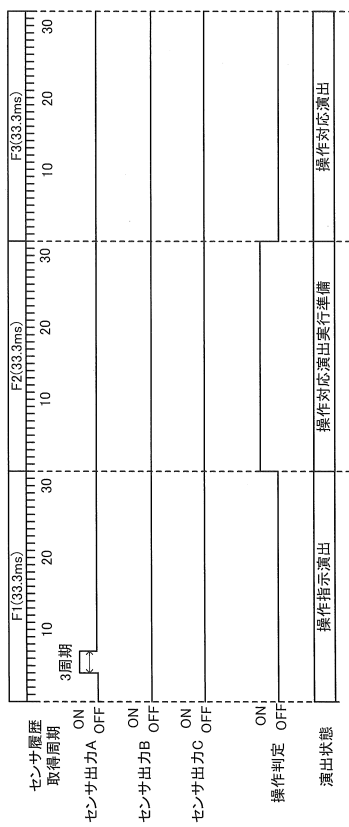 F1(33.3ms) F2(33.3ms) F3(33.3ms)
センサ履歴
取得周期
10 20 30 10 20 30 10 20 30
3周期
センサ出力A ON
OFF
センサ出力B ON
OFF
センサ出力C ON
OFF
操作判定 ON
OFF
演出状態 操作指示演出 操作対応演出実行準備 操作対応演出